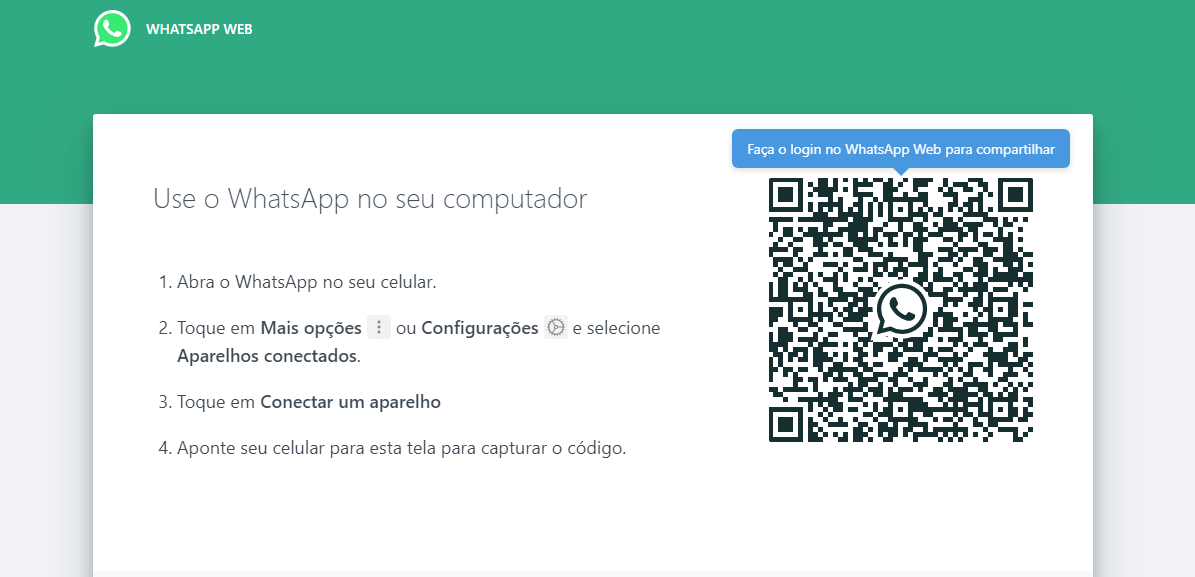 WHATSAPP WEB
Faça o login no WhatsApp Web para compartilhar
Use o WhatsApp no seu computador
1. Abra o WhatsApp no seu celular.
2. Toque em Mais opções ou Configurações e selecione
Aparelhos conectados.
3. Toque em Conectar um aparelho
4. Aponte seu celular para esta tela para capturar o código.